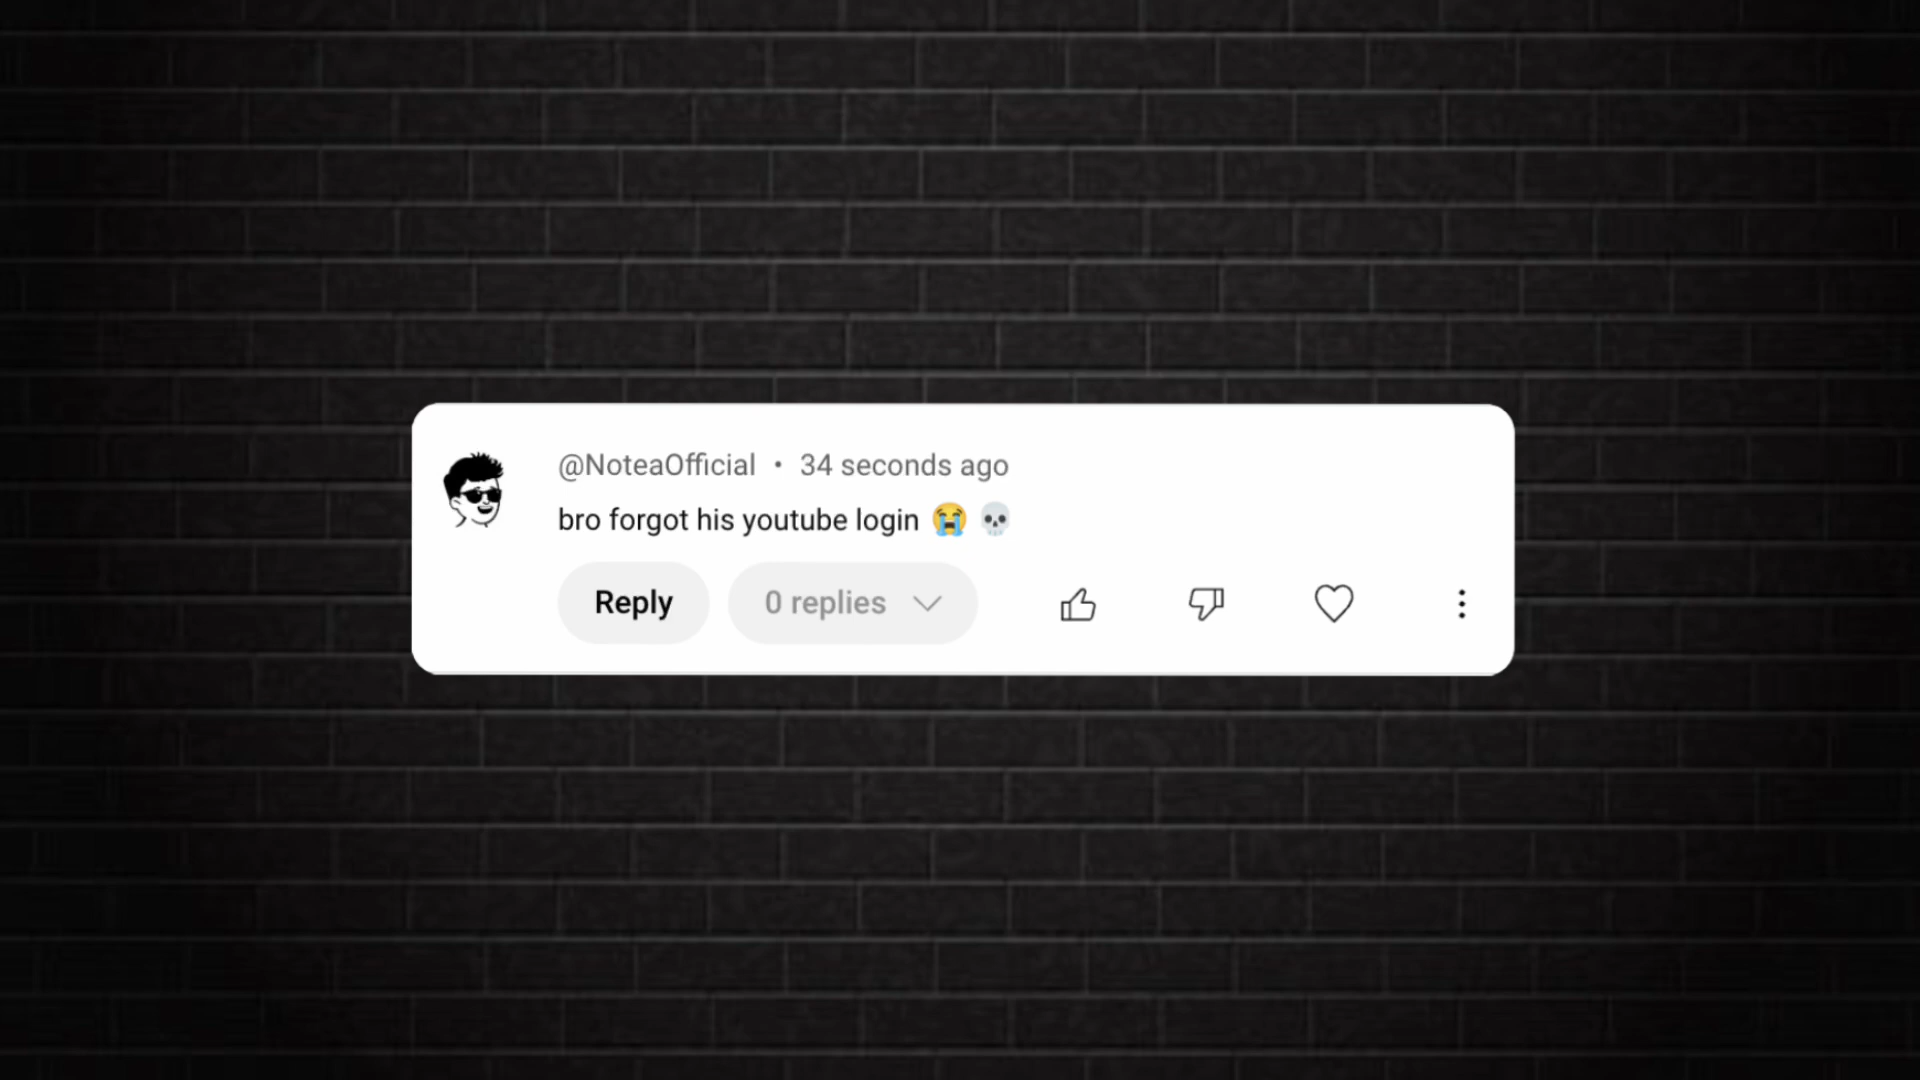 @NoteaOfficial • 34 seconds ago
bro forgot his youtube login 😭 💀
Reply
0 replies